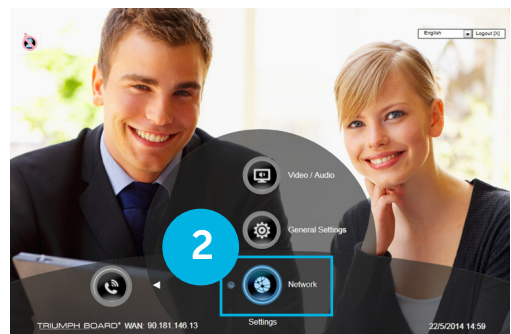 English Logout [X]
Video / Audio
General Settings
2
Network
Settings
TRIUMPH BOARD® WAN: 90.181.146.13
22/5/2014 14:59